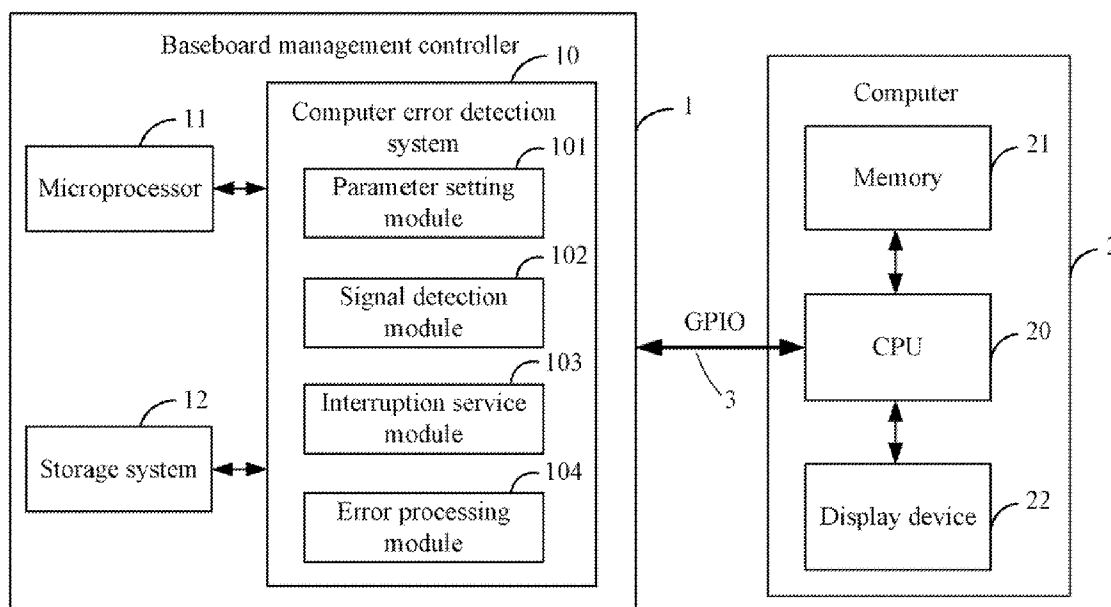 Baseboard management controller
10
Computer error detection
system
101
Parameter setting
module
102
Signal detection
module
103
Interruption service
module
104
Error processing
module
11
Microprocessor
12
Storage system
1
GPIO
3
Computer
21
Memory
20
CPU
22
Display device
2